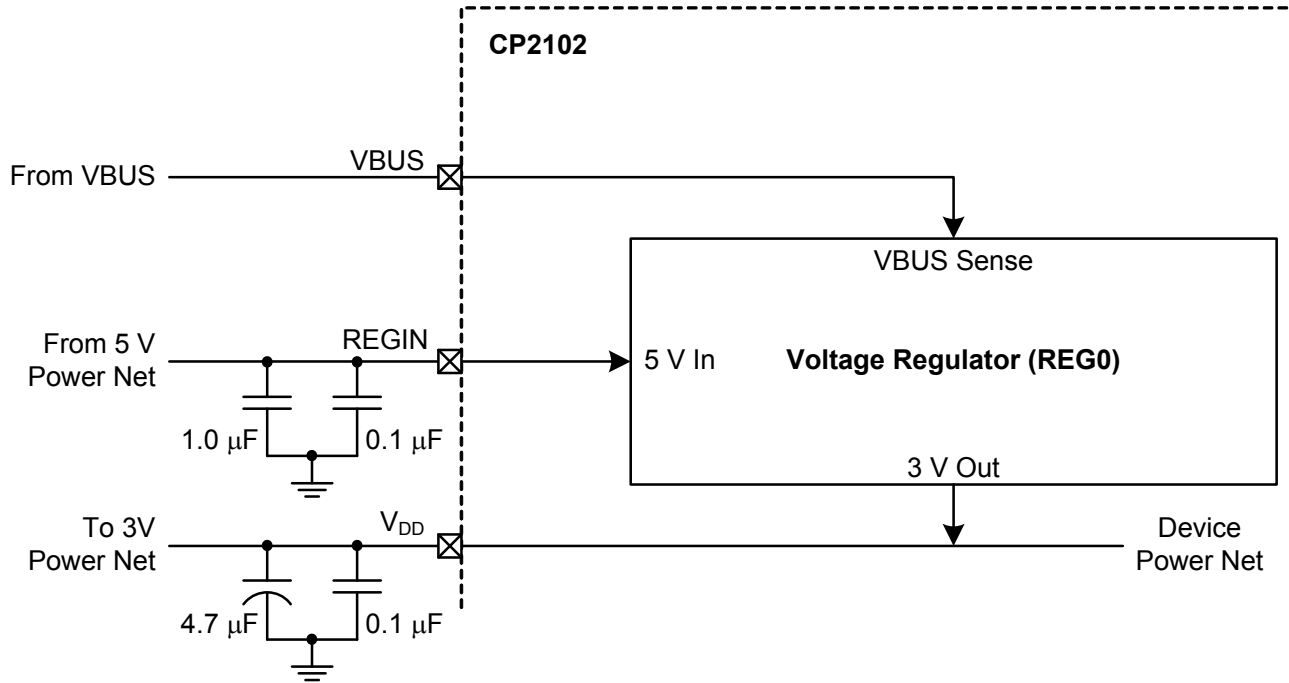 CP2102
From VBUS
VBUS
VBUS Sense
From 5 V
Power Net
REGIN
5 V In
Voltage Regulator (REG0)
1.0 μF
0.1 μF
3 V Out
To 3V
Power Net
VDD
Device
Power Net
4.7 μF
0.1 μF